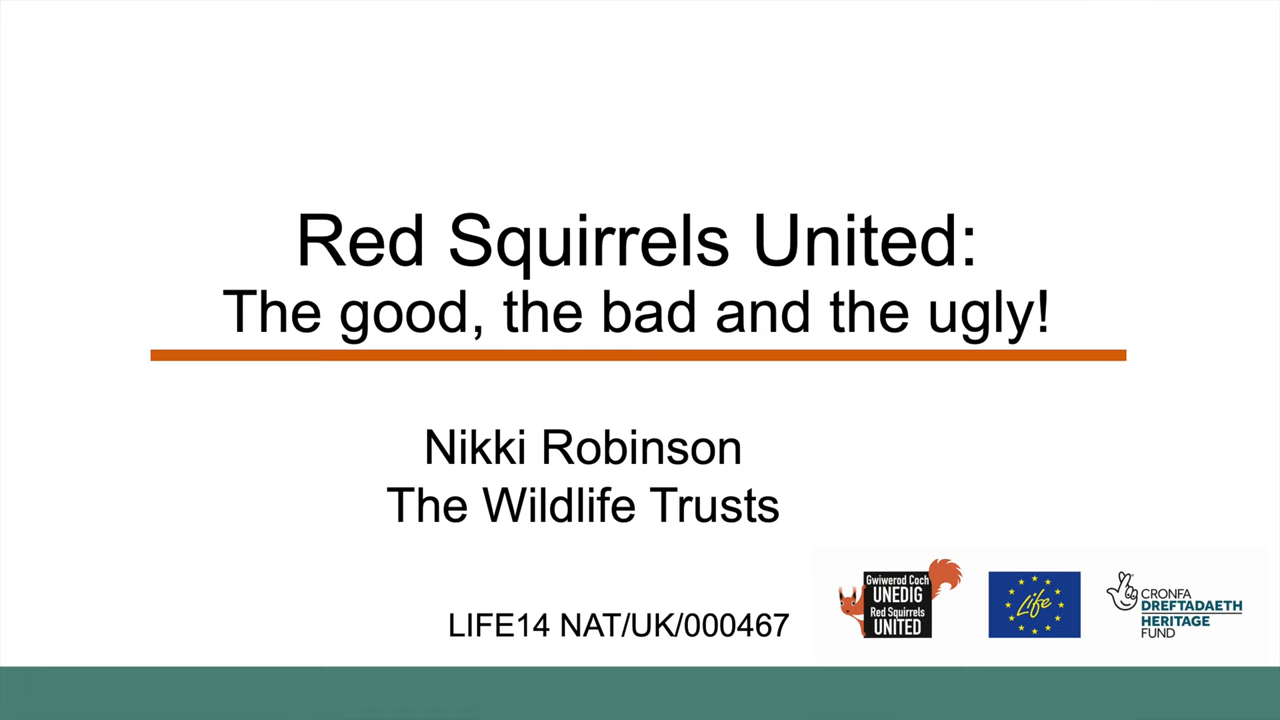 Red Squirrels United:
The good, the bad and the ugly!
Nikki Robinson
The Wildlife Trusts
LIFE14 NAT/UK/000467
Gwiwerod Coch
UNEDIG
Red Squirrels
UNITED
Life
CRONFA
DREFTADAETH
HERITAGE
FUND